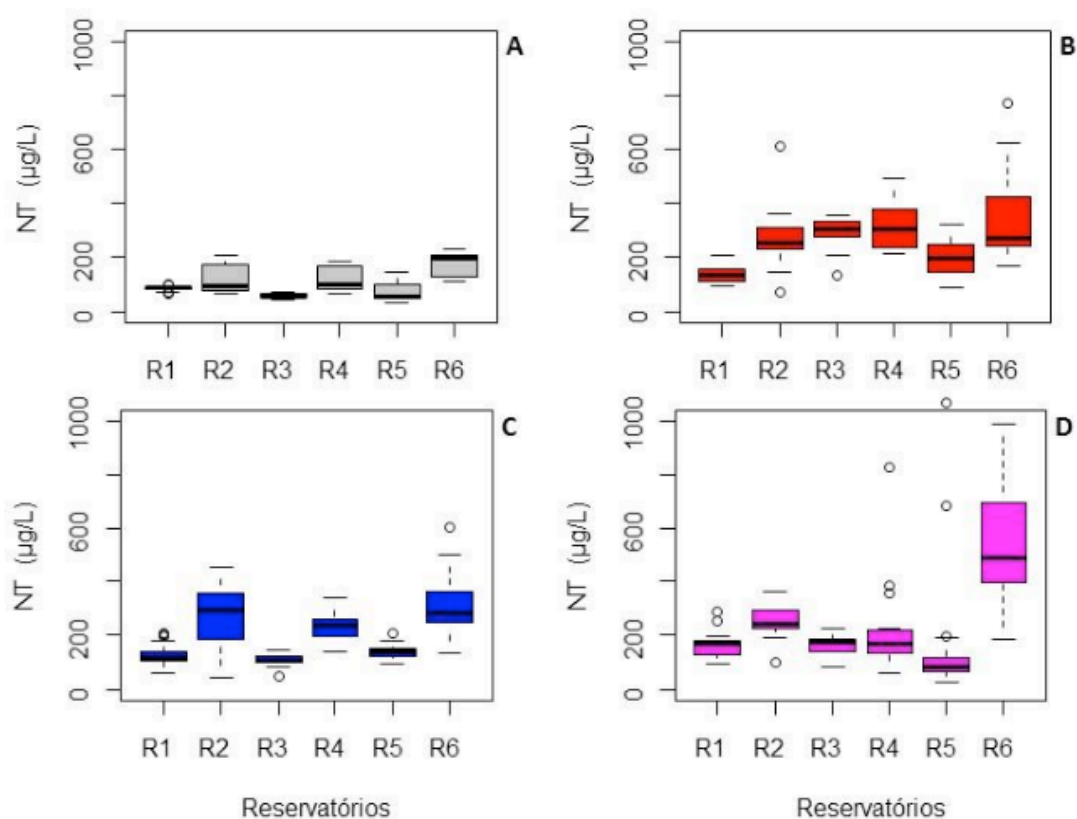 A
NT (µg/L)
1000
600
200
0
R1 R2 R3 R4 R5 R6
B
NT (µg/L)
1000
600
200
0
R1 R2 R3 R4 R5 R6
C
NT (µg/L)
1000
600
200
0
R1 R2 R3 R4 R5 R6
Reservatórios
D
NT (µg/L)
1000
600
200
0
R1 R2 R3 R4 R5 R6
Reservatórios